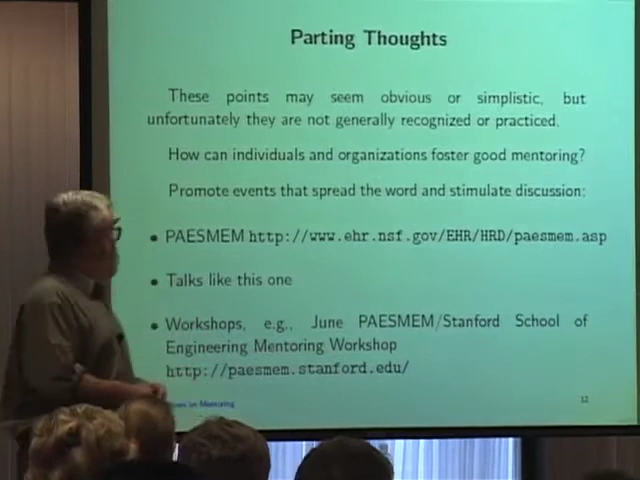 Parting Thoughts
These points may seem obvious or simplistic, but
unfortunately they are not generally recognized or practiced.
How can individuals and organizations foster good mentoring?
Promote events that spread the word and stimulate discussion:
• PAESMEM http://www.ehr.nsf.gov/EHR/HRD/paesmem.asp
• Talks like this one
• Workshops, e.g., June PAESMEM/Stanford School of
Engineering Mentoring Workshop
http://paesmem.stanford.edu/
on Mentoring
12